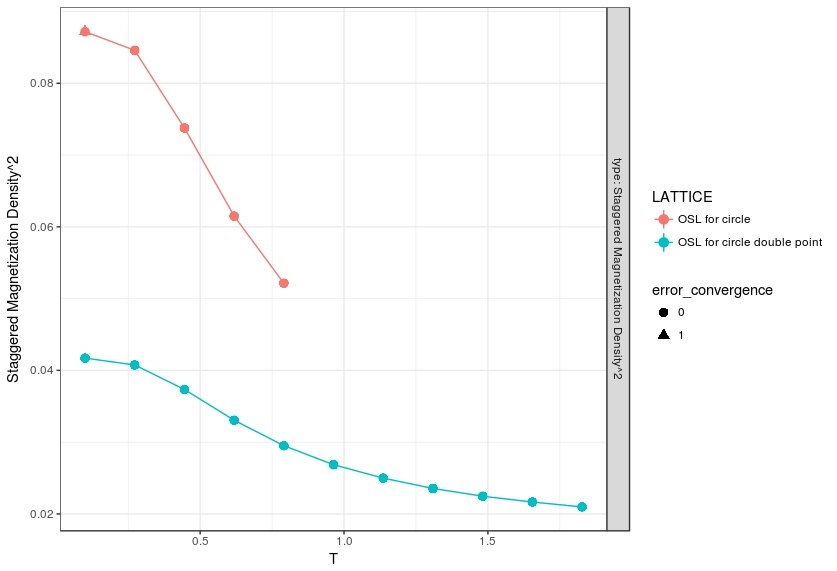 Staggered Magnetization Density^2
0.08
0.06
0.04
0.02
0.5
1.0
1.5
T
type: Staggered Magnetization Density^2
LATTICE
OSL for circle
OSL for circle double point
error_convergence
0
1